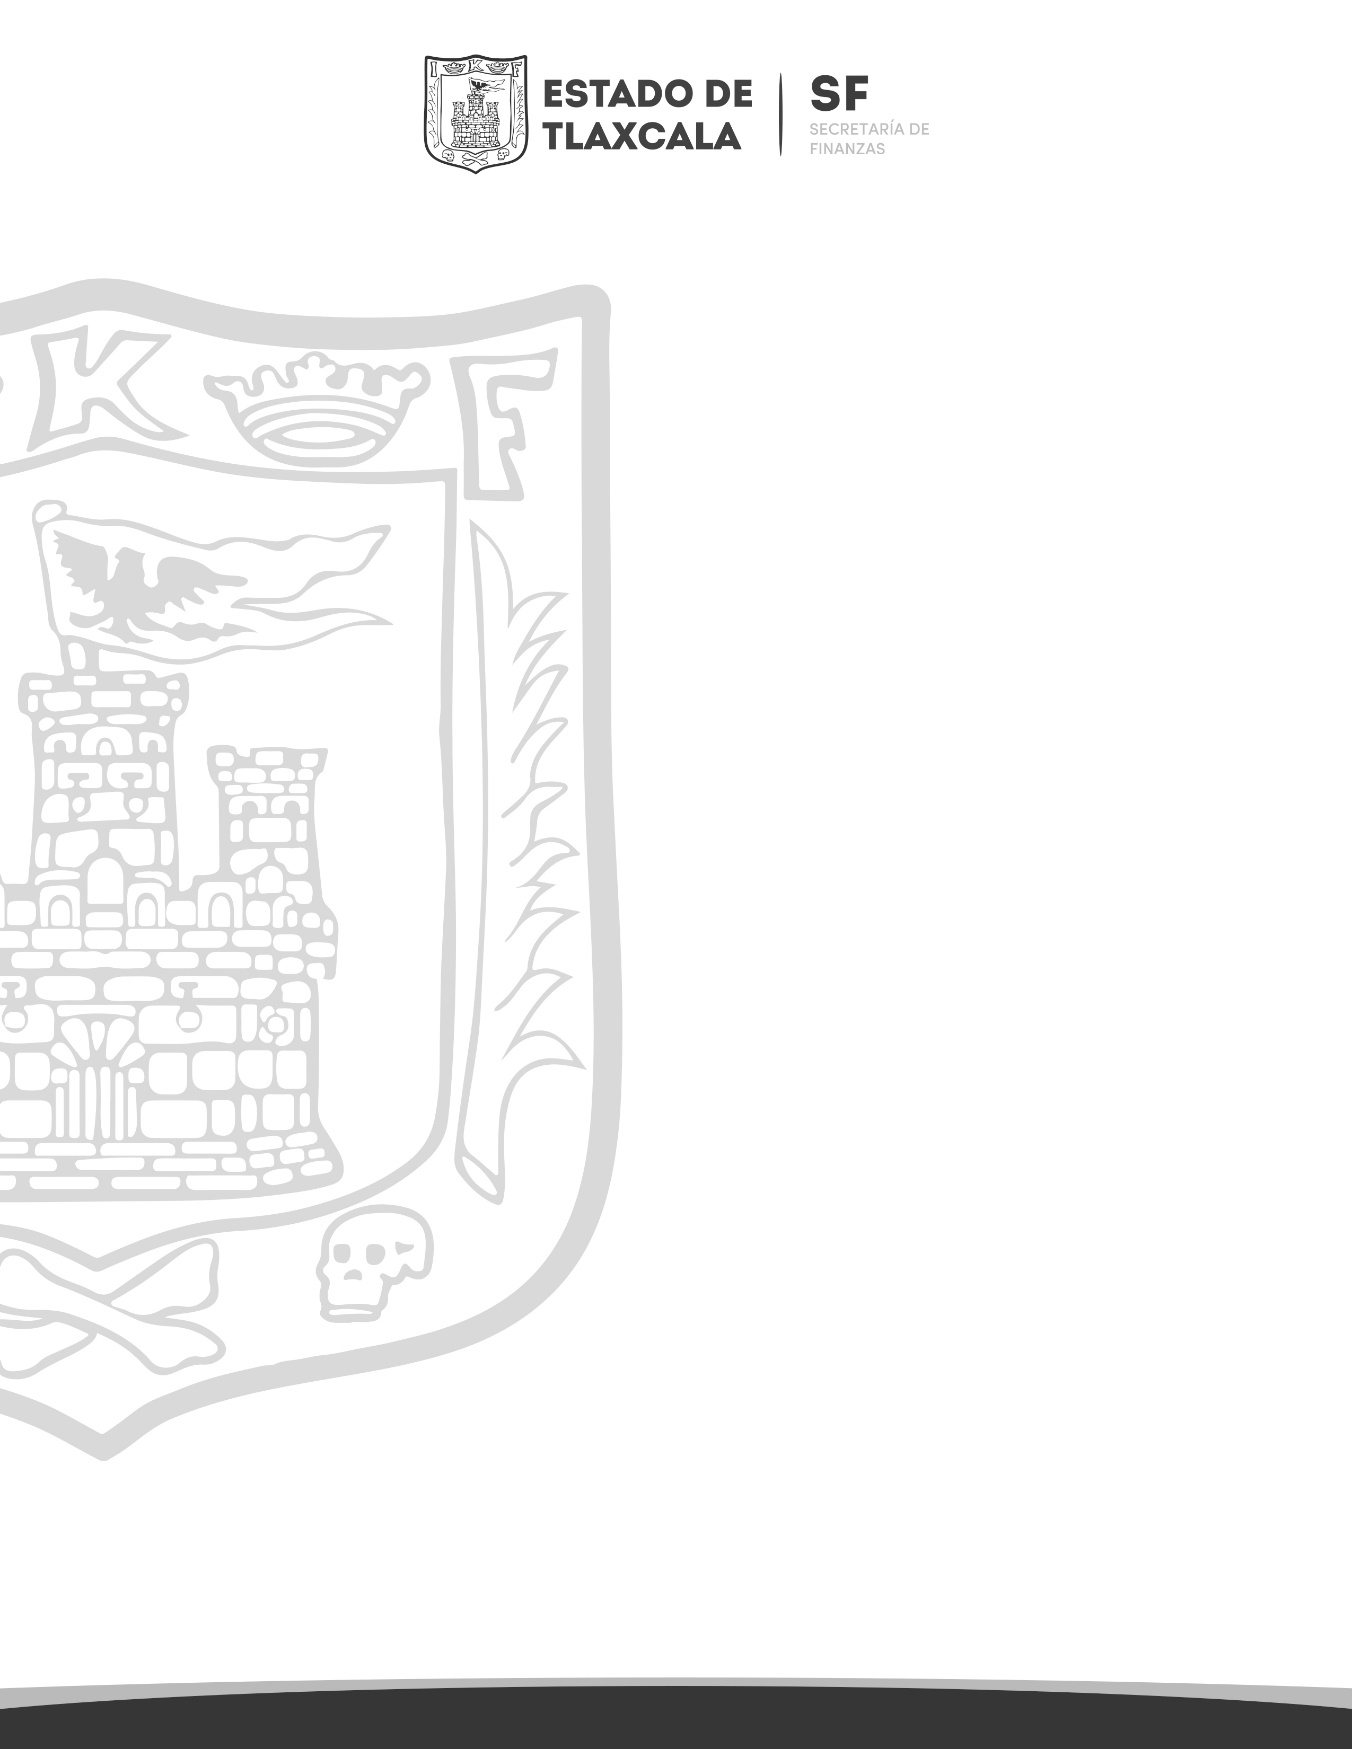 I K F
ESTADO DE
TLAXCALA
SF
SECRETARÍA DE
FINANZAS
K F